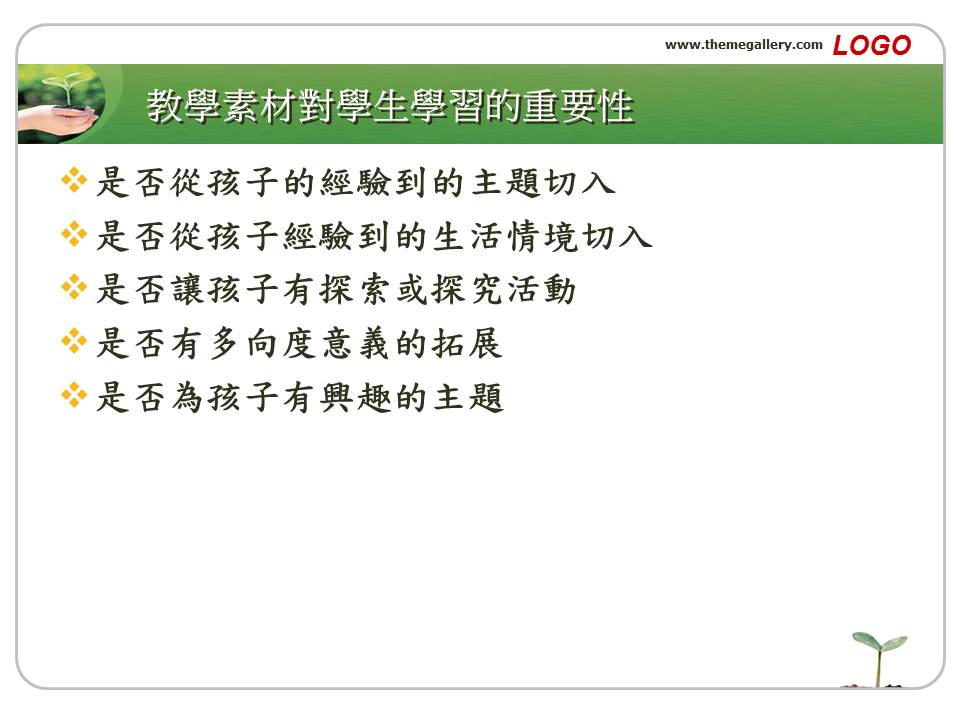 www.themegallery.com LOGO
教學素材對學生學習的重要性
是否從孩子的經驗到的主題切入
是否從孩子經驗到的生活情境切入
是否讓孩子有探索或探究活動
是否有多向度意義的拓展
是否為孩子有興趣的主題